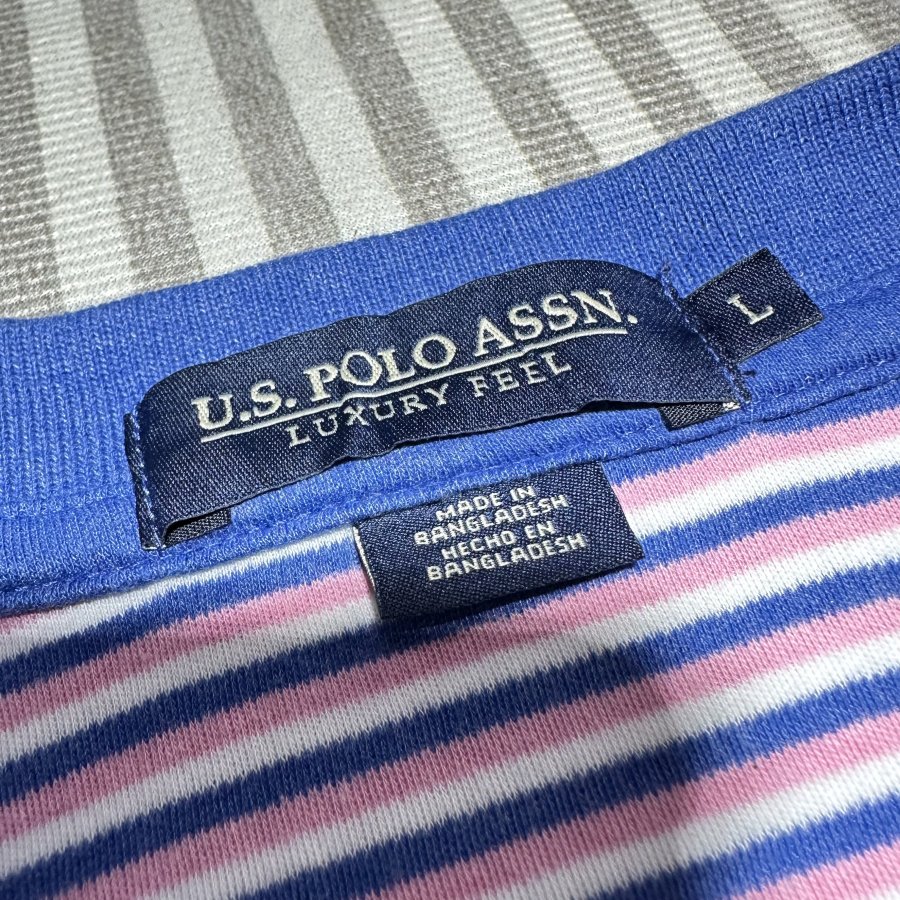 U.S. POLO ASSN.
LUXURY FEEL
L
MADE IN
BANGLADESH
HECHO EN
BANGLADESH